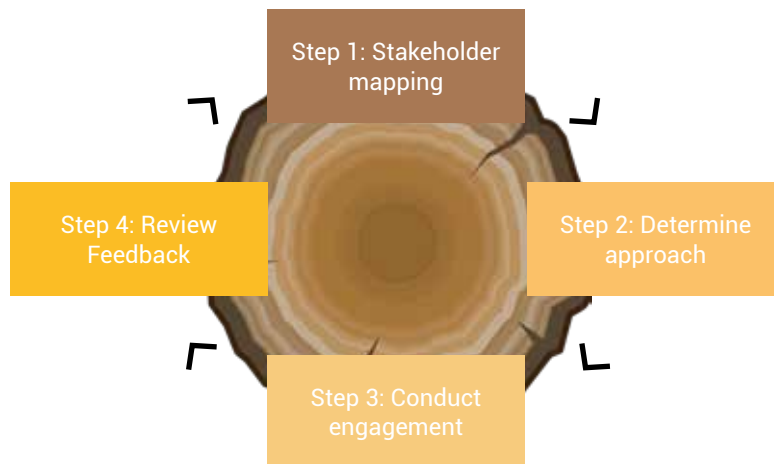 Step 1: Stakeholder
mapping
Step 2: Determine
approach
Step 3: Conduct
engagement
Step 4: Review
Feedback